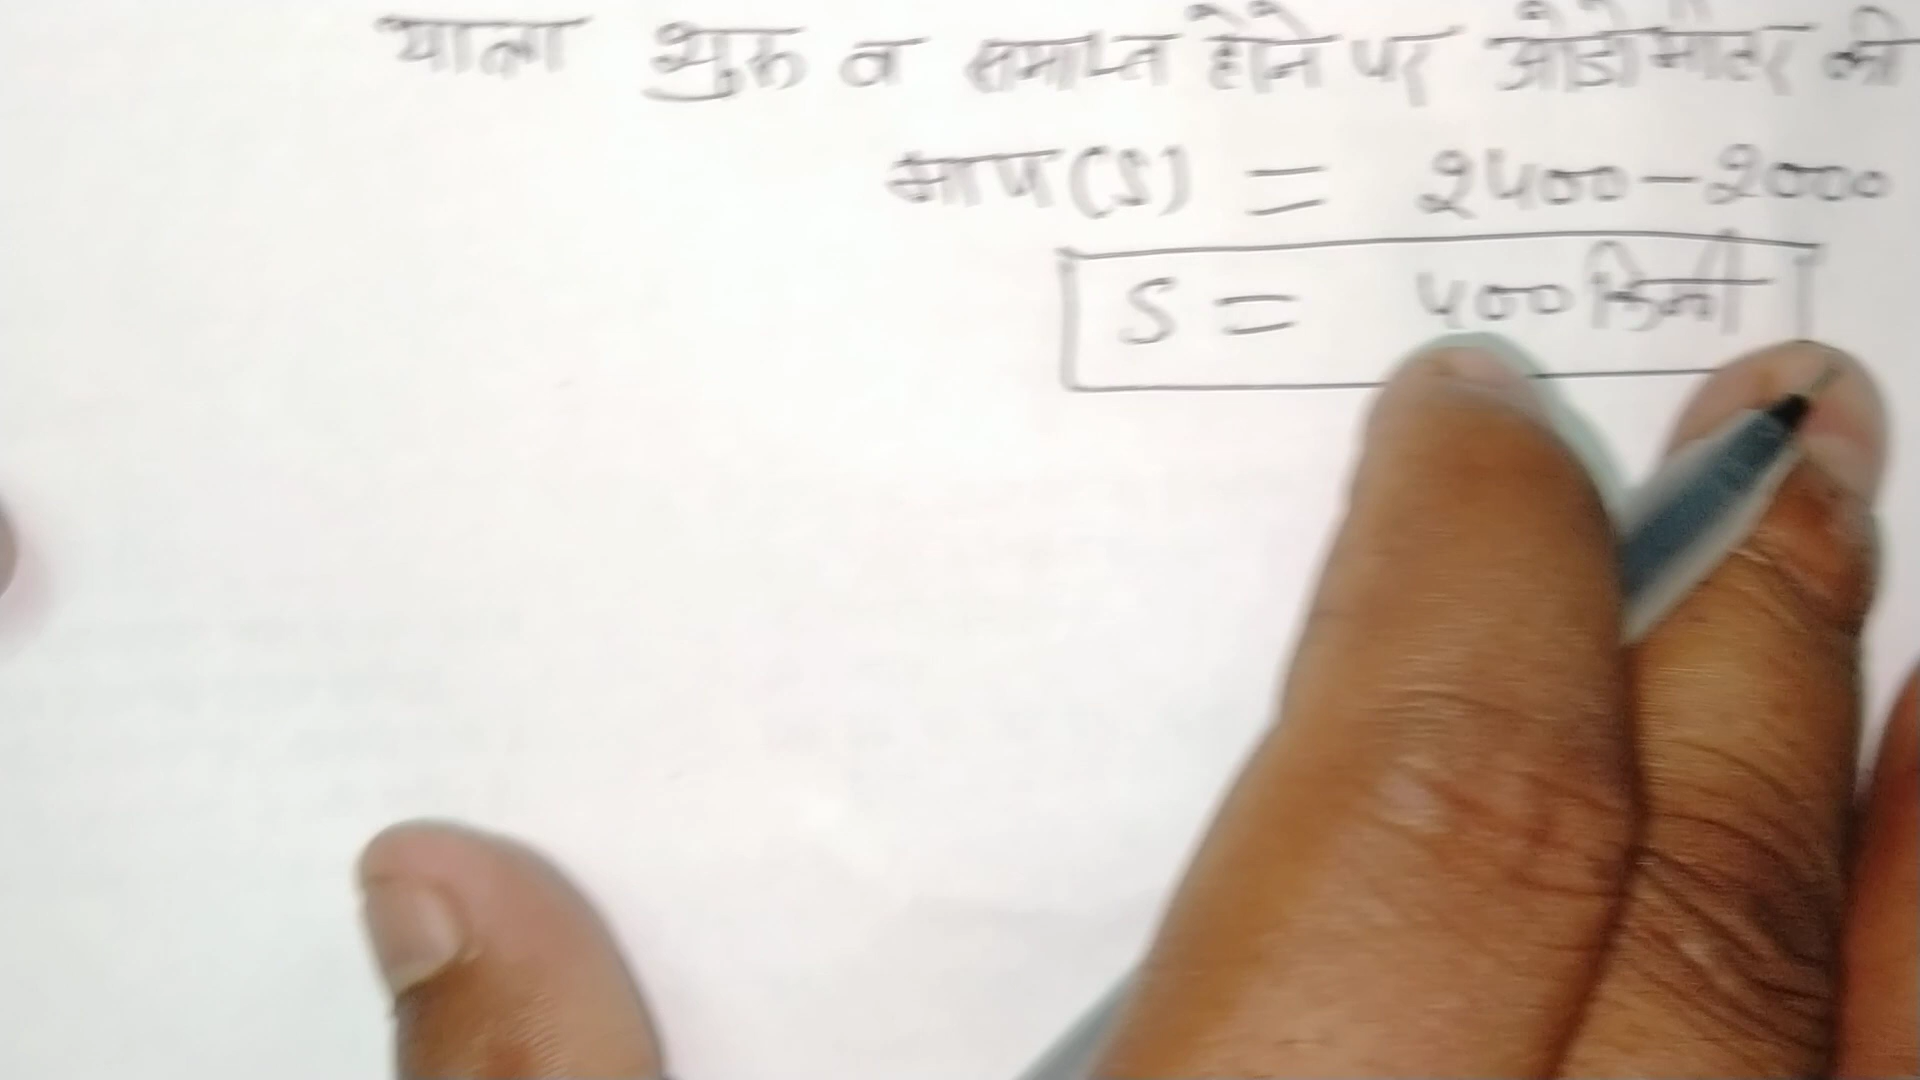 यात्रा शुरु व समाप्त होने पर ओडोमीटर की
माप (S) = 2400-2000
S = 400 किमी